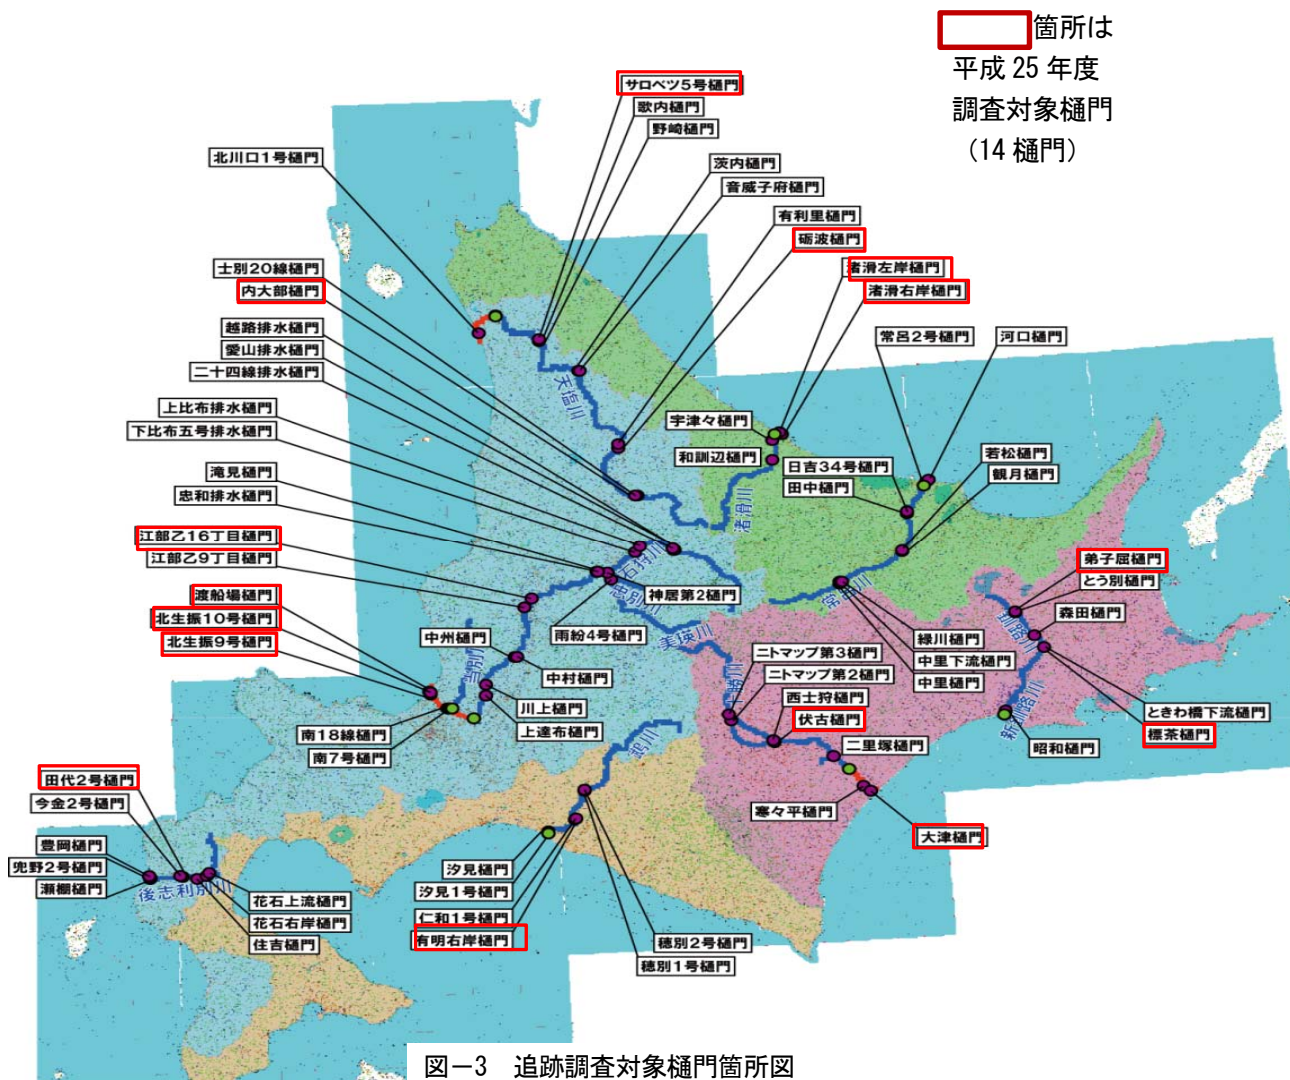 箇所は
平成25年度
調査対象樋門
(14樋門)
サロベツ5号樋門
歌内樋門
野崎樋門
北川口1号樋門
茨内樋門
音威子府樋門
有利里樋門
砺波樋門
士別20線樋門
内大部樋門
渚滑左岸樋門
渚滑右岸樋門
越路排水樋門
愛山排水樋門
二十四線排水樋門
常呂2号樋門
河口樋門
上比布排水樋門
下比布五号排水樋門
天塩川
宇津々樋門
和訓辺樋門
日吉34号樋門
田中樋門
若松樋門
観月樋門
滝見樋門
忠和排水樋門
渚滑川
江部乙16丁目樋門
江部乙9丁目樋門
石狩川
忠別川
神居第2樋門
弟子屈樋門
とう別樋門
渡船場樋門
北生振10号樋門
北生振9号樋門
中州樋門
雨紛4号樋門
美瑛川
森田樋門
釧路川
緑川樋門
中里下流樋門
中里樋門
ニトマップ第3樋門
ニトマップ第2樋門
中村樋門
当別川
十勝川
西士狩樋門
伏古樋門
川上樋門
上達布樋門
ときわ橋下流樋門
標茶樋門
新釧路川
昭和樋門
南18線樋門
南7号樋門
鵡川
二里塚樋門
田代2号樋門
今金2号樋門
寒々平樋門
大津樋門
豊岡樋門
兜野2号樋門
瀬棚樋門
後志利別川
花石上流樋門
花石右岸樋門
住吉樋門
汐見樋門
汐見1号樋門
仁和1号樋門
有明右岸樋門
穂別2号樋門
穂別1号樋門
図－3　追跡調査対象樋門箇所図